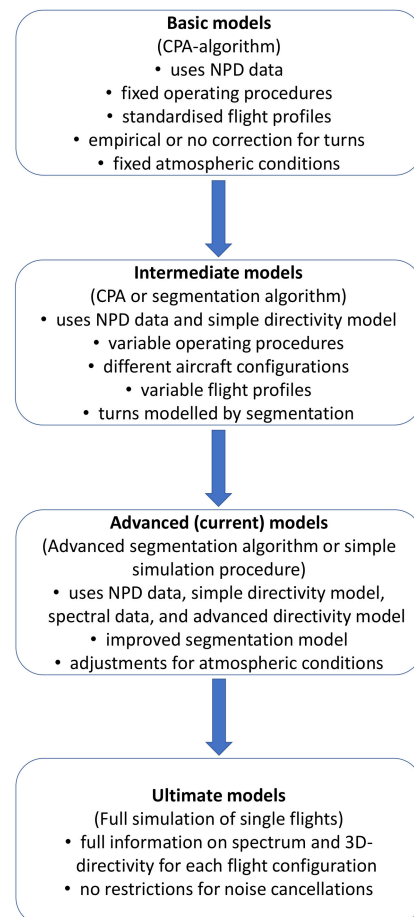 Basic models
(CPA-algorithm)
• uses NPD data
• fixed operating procedures
• standardised flight profiles
• empirical or no correction for turns
• fixed atmospheric conditions
Intermediate models
(CPA or segmentation algorithm)
• uses NPD data and simple directivity model
• variable operating procedures
• different aircraft configurations
• variable flight profiles
• turns modelled by segmentation
Advanced (current) models
(Advanced segmentation algorithm or simple
simulation procedure)
• uses NPD data, simple directivity model,
spectral data, and advanced directivity model
• improved segmentation model
• adjustments for atmospheric conditions
Ultimate models
(Full simulation of single flights)
• full information on spectrum and 3D-
directivity for each flight configuration
• no restrictions for noise cancellations